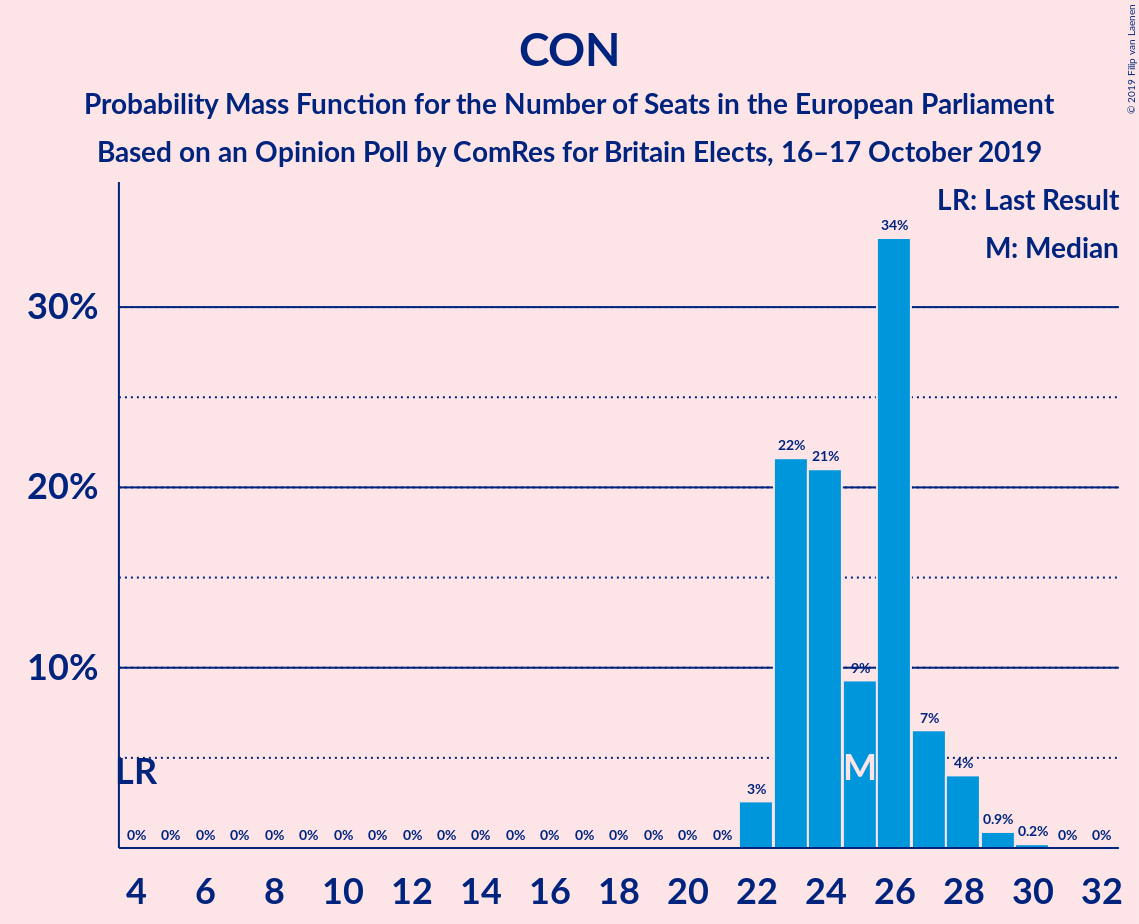 CON
Probability Mass Function for the Number of Seats in the European Parliament
Based on an Opinion Poll by ComRes for Britain Elects, 16–17 October 2019
© 2019 Filip van Laenen
LR: Last Result
M: Median
30%
20%
10%
34%
22%
21%
9%
7%
4%
3%
0.9%
0.2%
LR
M
0% 0% 0% 0% 0% 0% 0% 0% 0% 0% 0% 0% 0% 0% 0% 0% 0% 0% 0% 0%
4 6 8 10 12 14 16 18 20 22 24 26 28 30 32